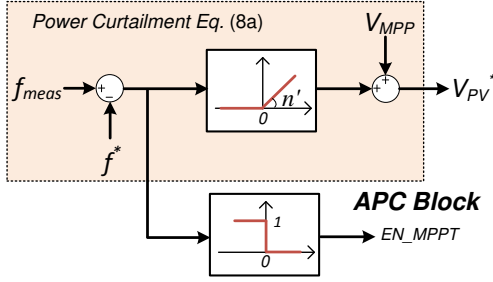 Power Curtailment Eq. (8a)
V_MPP
f_meas
+
−
n'
0
+
+
V_PV*
f*
APC Block
1
0
EN_MPPT